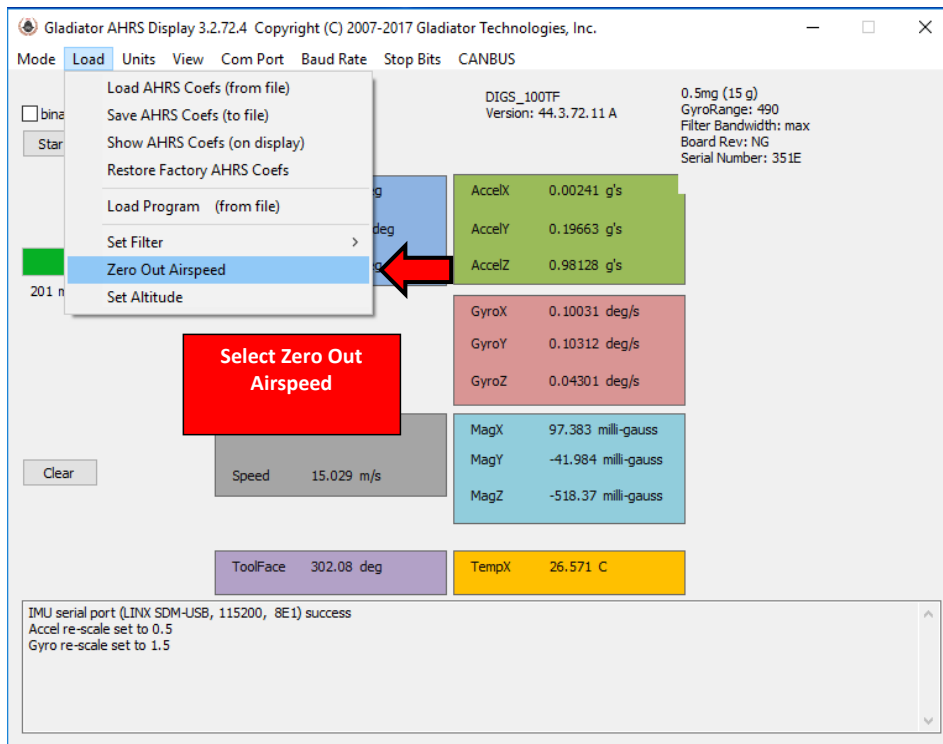 Gladiator AHRS Display 3.2.72.4 Copyright (C) 2007-2017 Gladiator Technologies, Inc.
Mode Load Units View Com Port Baud Rate Stop Bits CANBUS
Load AHRS Coefs (from file)
Save AHRS Coefs (to file)
Show AHRS Coefs (on display)
Restore Factory AHRS Coefs
Load Program (from file)
Set Filter >
Zero Out Airspeed
Set Altitude
bina
Star
201 m
DIGS_100TF
Version: 44.3.72.11 A
0.5mg (15 g)
GyroRange: 490
Filter Bandwidth: max
Board Rev: NG
Serial Number: 351E
eg
deg
eg
AccelX 0.00241 g's
AccelY 0.19663 g's
AccelZ 0.98128 g's
GyroX 0.10031 deg/s
GyroY 0.10312 deg/s
GyroZ 0.04301 deg/s
Select Zero Out
Airspeed
MagX 97.383 milli-gauss
MagY -41.984 milli-gauss
MagZ -518.37 milli-gauss
Clear
Speed 15.029 m/s
ToolFace 302.08 deg
TempX 26.571 C
IMU serial port (LINX SDM-USB, 115200, 8E1) success
Accel re-scale set to 0.5
Gyro re-scale set to 1.5